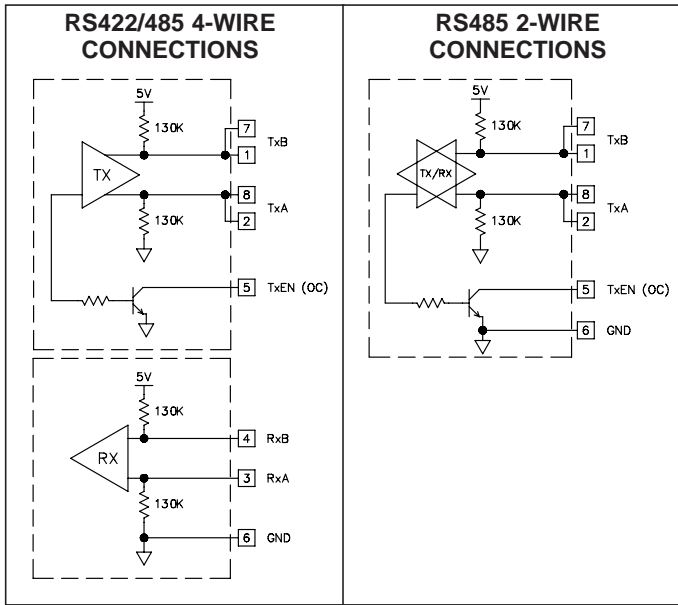 RS422/485 4-WIRE
CONNECTIONS
5V
130K
7
TxB
1
TX
8
TxA
2
130K
5 TxEN (OC)
5V
130K
4 RxB
RX
3 RxA
130K
6 GND
RS485 2-WIRE
CONNECTIONS
5V
130K
7
TxB
1
TX/RX
8
TxA
2
130K
5 TxEN (OC)
6 GND